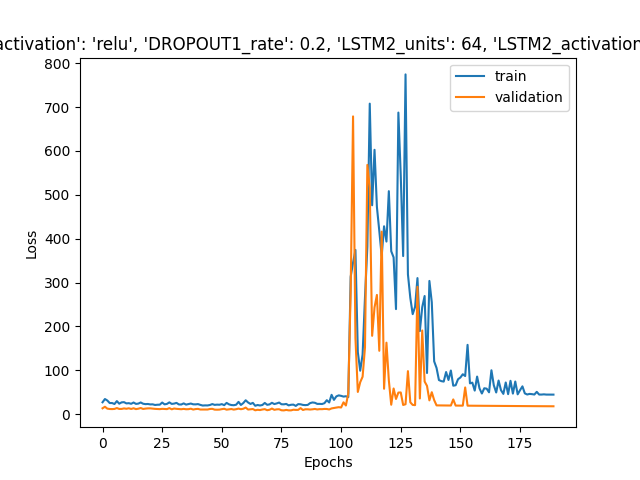 activation': 'relu', 'DROPOUT1_rate': 0.2, 'LSTM2_units': 64, 'LSTM2_activation
train
validation
800
700
600
500
400
300
200
100
0
Loss
0 25 50 75 100 125 150 175
Epochs